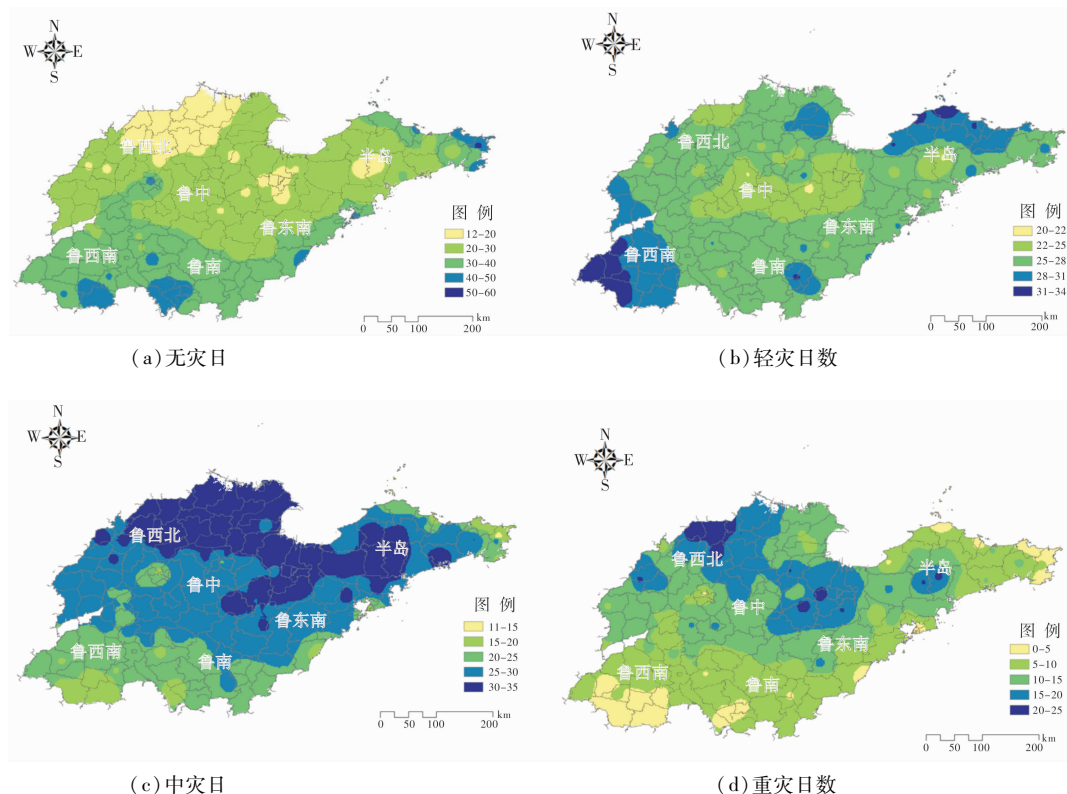 N
W E
S
鲁西北
半岛
鲁中
鲁东南
鲁西南
鲁南
图 例
12-20
20-30
30-40
40-50
50-60
km
0 50 100 200
(a)无灾日
N
W E
S
鲁西北
半岛
鲁中
鲁东南
鲁西南
鲁南
图 例
20-22
22-25
25-28
28-31
31-34
km
0 50 100 200
(b)轻灾日数
N
W E
S
鲁西北
半岛
鲁中
鲁东南
鲁西南
鲁南
图 例
11-15
15-20
20-25
25-30
30-35
0 50 100 200
km
(c)中灾日
N
W E
S
鲁西北
半岛
鲁中
鲁东南
鲁西南
鲁南
图 例
0-5
5-10
10-15
15-20
20-25
km
0 50 100 200
(d)重灾日数